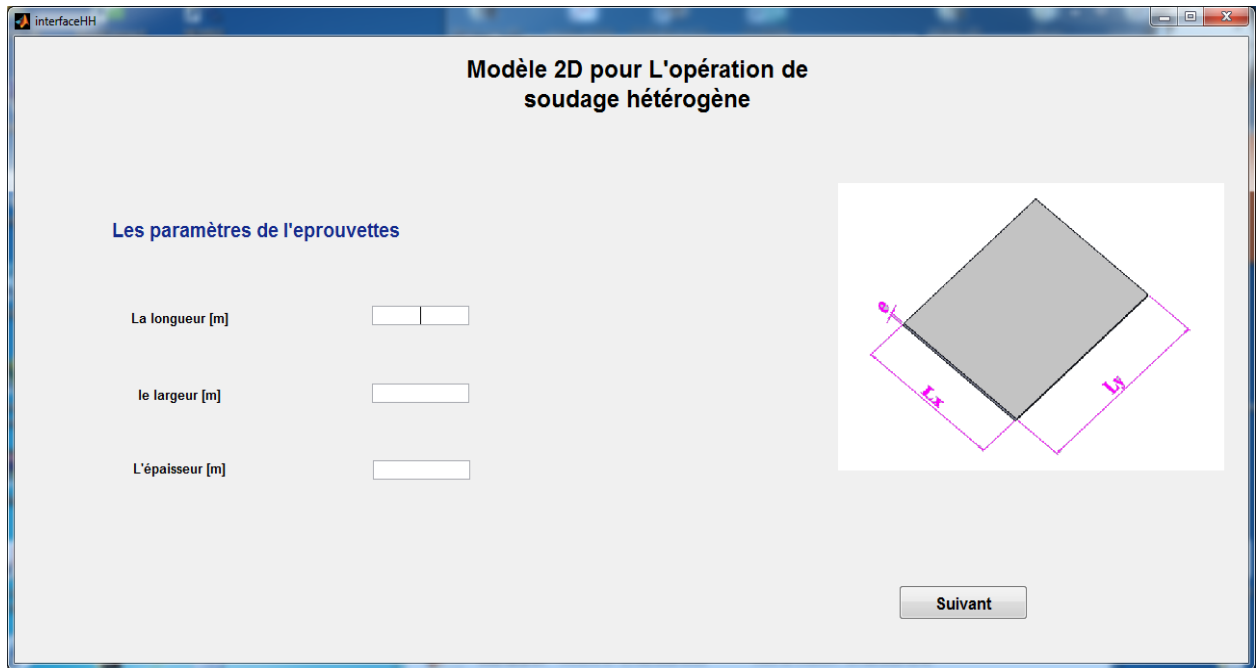 interfaceHH
Modèle 2D pour L'opération de
soudage hétérogène
Les paramètres de l'eprouvettes
La longueur [m]
le largeur [m]
L'épaisseur [m]
e
Lx
Ly
Suivant